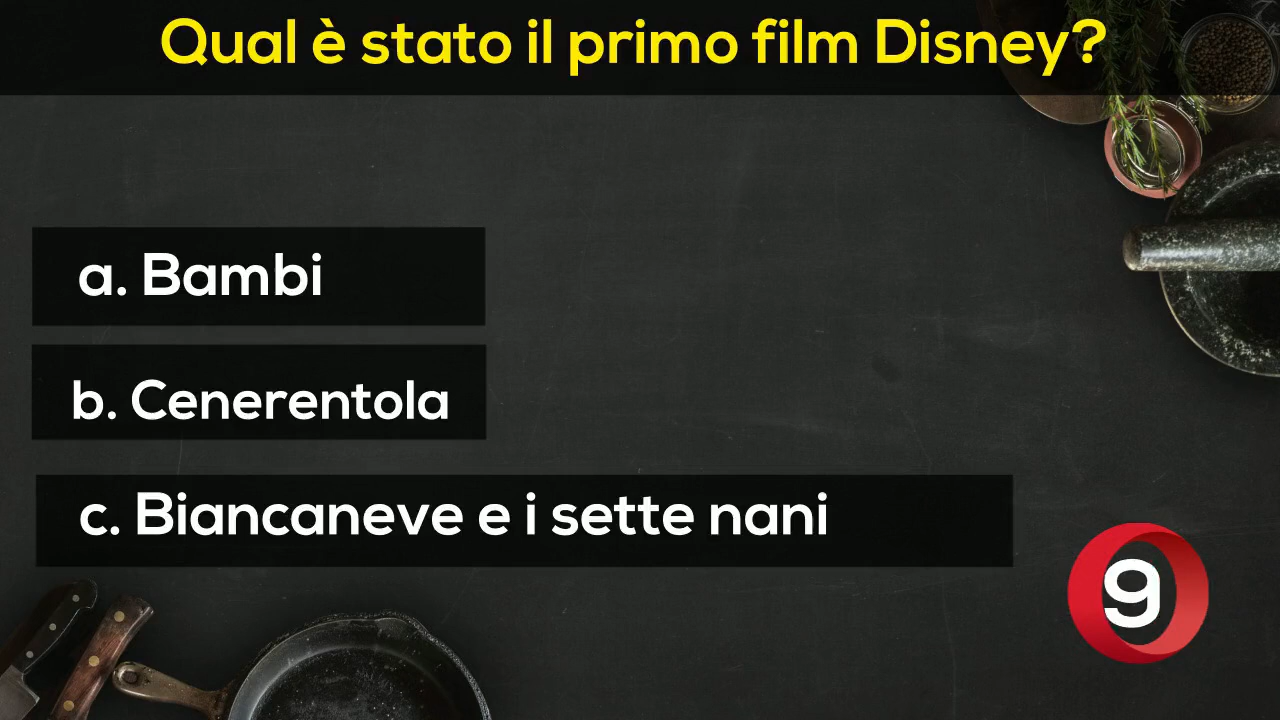 Qual è stato il primo film Disney?
a. Bambi
b. Cenerentola
c. Biancaneve e i sette nani
9